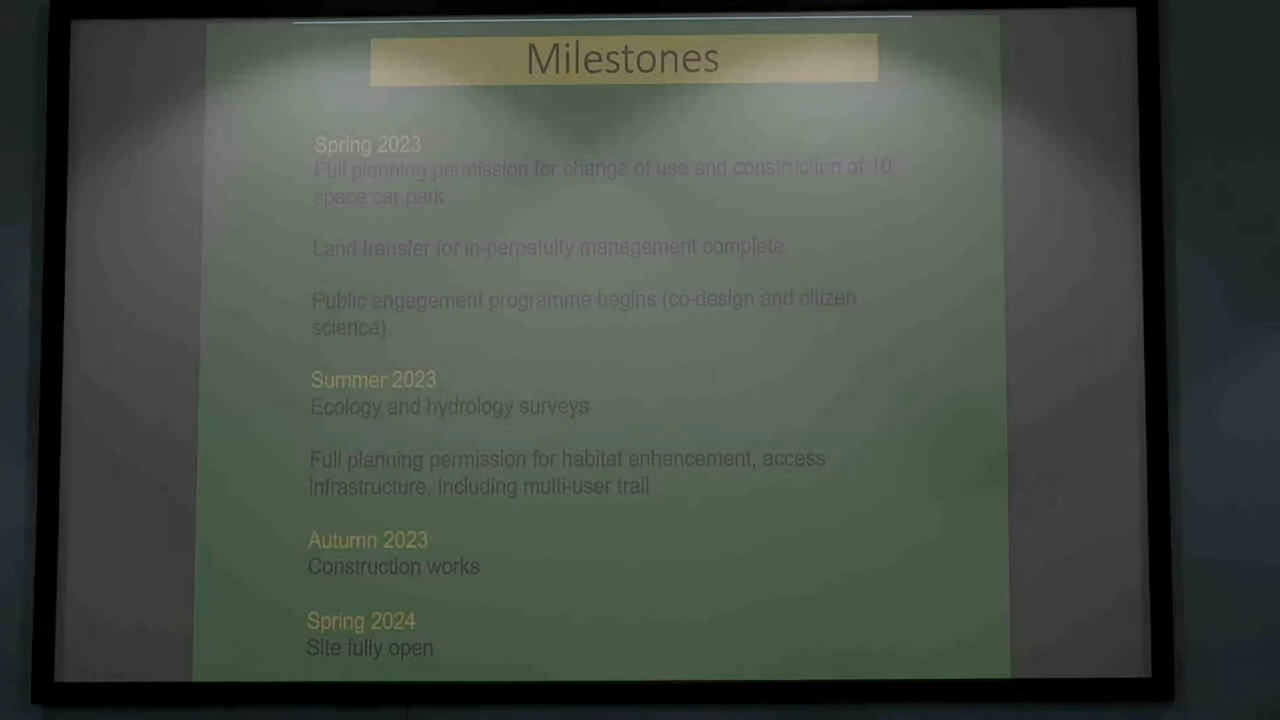 Milestones
Spring 2023
Full planning permission for change of use and constriction of 10
space car park
Land transfer for in-perpetuity management complete
Public engagement programme begins (co-design and citizen
science)
Summer 2023
Ecology and hydrology surveys
Full planning permission for habitat enhancement, access
infrastructure, including multi-user trail
Autumn 2023
Construction works
Spring 2024
Site fully open